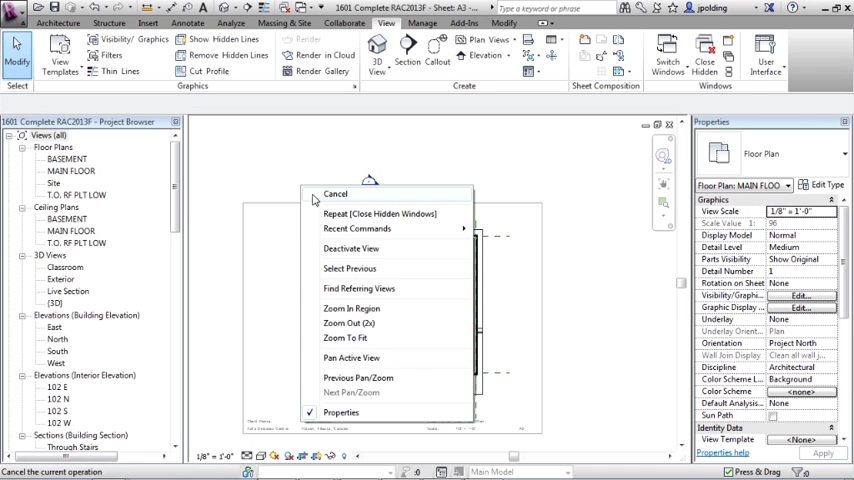 1601 Complete RAC2013F - Sheet: A3 -
Type a keyword or phrase
jpolding
Architecture Structure Insert Annotate Analyze Massing & Site Collaborate View Manage Add-Ins Modify
Modify
View
Templates
Visibility/ Graphics
Filters
Thin Lines
Show Hidden Lines
Remove Hidden Lines
Cut Profile
Render
Render in Cloud
Render Gallery
3D
View
Section
Callout
Plan Views
Elevation
Switch
Windows
Close
Hidden
User
Interface
Select
Graphics
Create
Sheet Composition
Windows
1601 Complete RAC2013F - Project Browser
Views (all)
Floor Plans
BASEMENT
MAIN FLOOR
Site
T.O. RF PLT LOW
Ceiling Plans
BASEMENT
MAIN FLOOR
T.O. RF PLT LOW
3D Views
Classroom
Exterior
Live Section
{3D}
Elevations (Building Elevation)
East
North
South
West
Elevations (Interior Elevation)
102 E
102 N
102 S
102 W
Sections (Building Section)
Through Stairs
Cancel
Repeat [Close Hidden Windows]
Recent Commands
Deactivate View
Select Previous
Find Referring Views
Zoom In Region
Zoom Out (2x)
Zoom To Fit
Pan Active View
Previous Pan/Zoom
Next Pan/Zoom
Properties
Properties
Floor Plan
Floor Plan: MAIN FLOO
Edit Type
Graphics
View Scale 1/8" = 1'-0"
Scale Value 1: 96
Display Model Normal
Detail Level Medium
Parts Visibility Show Original
Detail Number 1
Rotation on Sheet None
Visibility/Graphi... Edit...
Graphic Display ... Edit...
Underlay None
Underlay Orient... Plan
Orientation Project North
Wall Join Display Clean all wall j...
Discipline Architectural
Color Scheme L... Background
Color Scheme <none>
Default Analysis... None
Sun Path
Identity Data
View Template <None>
Properties help
Apply
1/8" = 1'-0"
Cancel the current operation
:0
Main Model
Press & Drag
:0